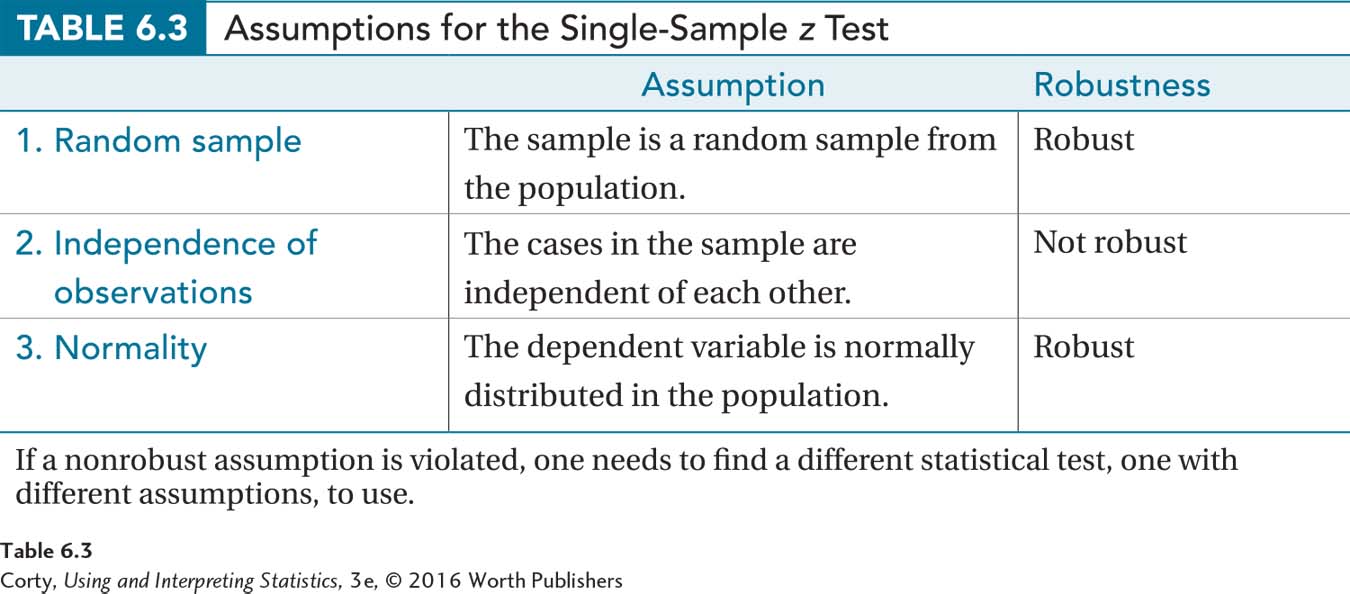 TABLE 6.3 Assumptions for the Single-Sample z Test
Assumption Robustness
1. Random sample The sample is a random sample from Robust
the population.
2. Independence of The cases in the sample are Not robust
observations independent of each other.
3. Normality The dependent variable is normally Robust
distributed in the population.
If a nonrobust assumption is violated, one needs to find a different statistical test, one with
different assumptions, to use.
Table 6.3
Corty, Using and Interpreting Statistics, 3e, © 2016 Worth Publishers